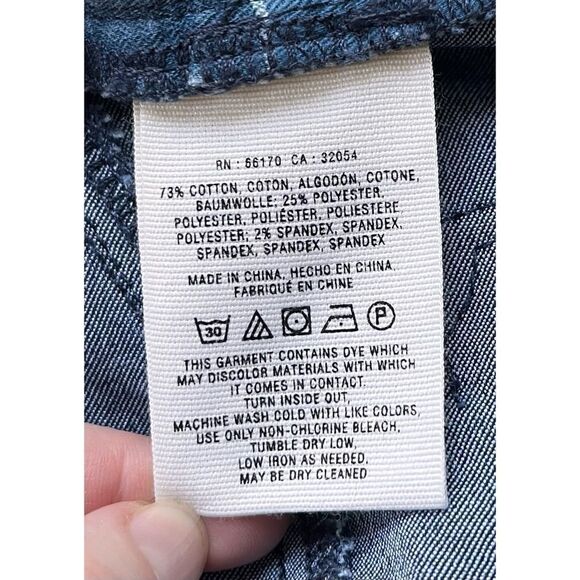 RN : 66170 CA : 32054
73% COTTON, COTON, ALGODÓN, COTONE,
BAUMWOLLE; 25% POLYESTER,
POLYESTER, POLIÉSTER, POLIESTERE
POLYESTER; 2% SPANDEX, SPANDEX,
SPANDEX, SPANDEX, SPANDEX
MADE IN CHINA, HECHO EN CHINA,
FABRIQUÉ EN CHINE
30 P
THIS GARMENT CONTAINS DYE WHICH
MAY DISCOLOR MATERIALS WITH WHICH
IT COMES IN CONTACT.
TURN INSIDE OUT,
MACHINE WASH COLD WITH LIKE COLORS,
USE ONLY NON-CHLORINE BLEACH,
TUMBLE DRY LOW,
LOW IRON AS NEEDED,
MAY BE DRY CLEANED